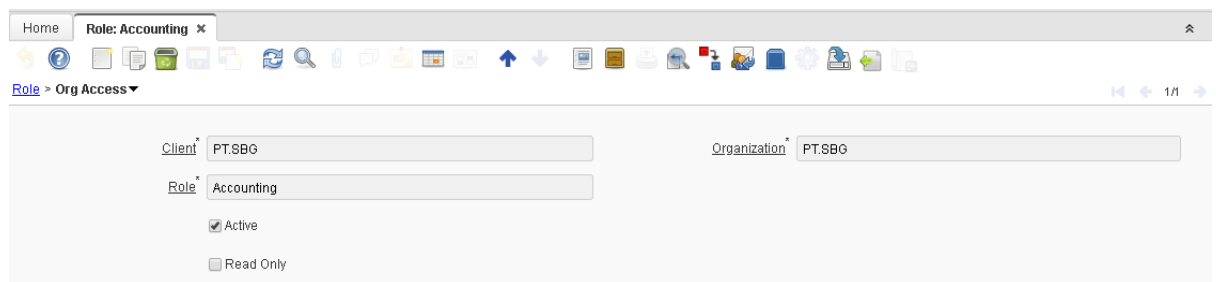 Home Role: Accounting
Role > Org Access
1/1
Client* PT.SBG Organization* PT.SBG
Role* Accounting
Active
Read Only